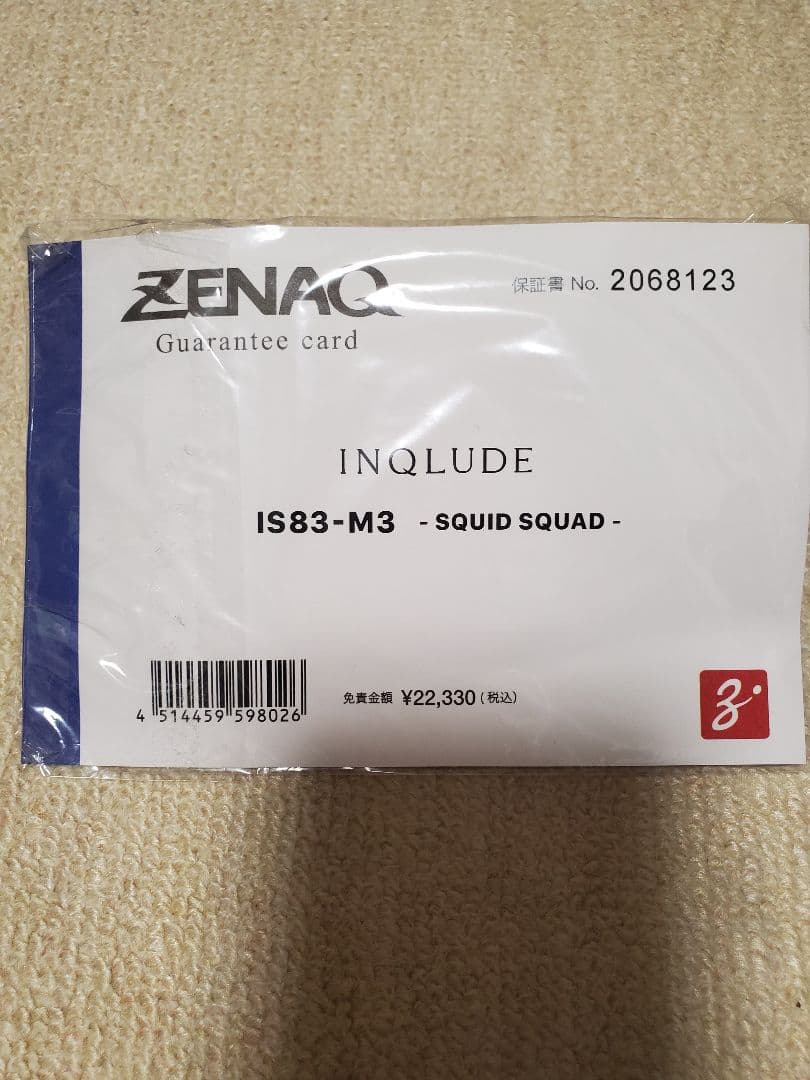 ZENAQ
保証書 No. 2068123
Guarantee card
INQLUDE
IS83-M3 - SQUID SQUAD -
4 514459 598026
免責金額 ¥22,330 (税込)